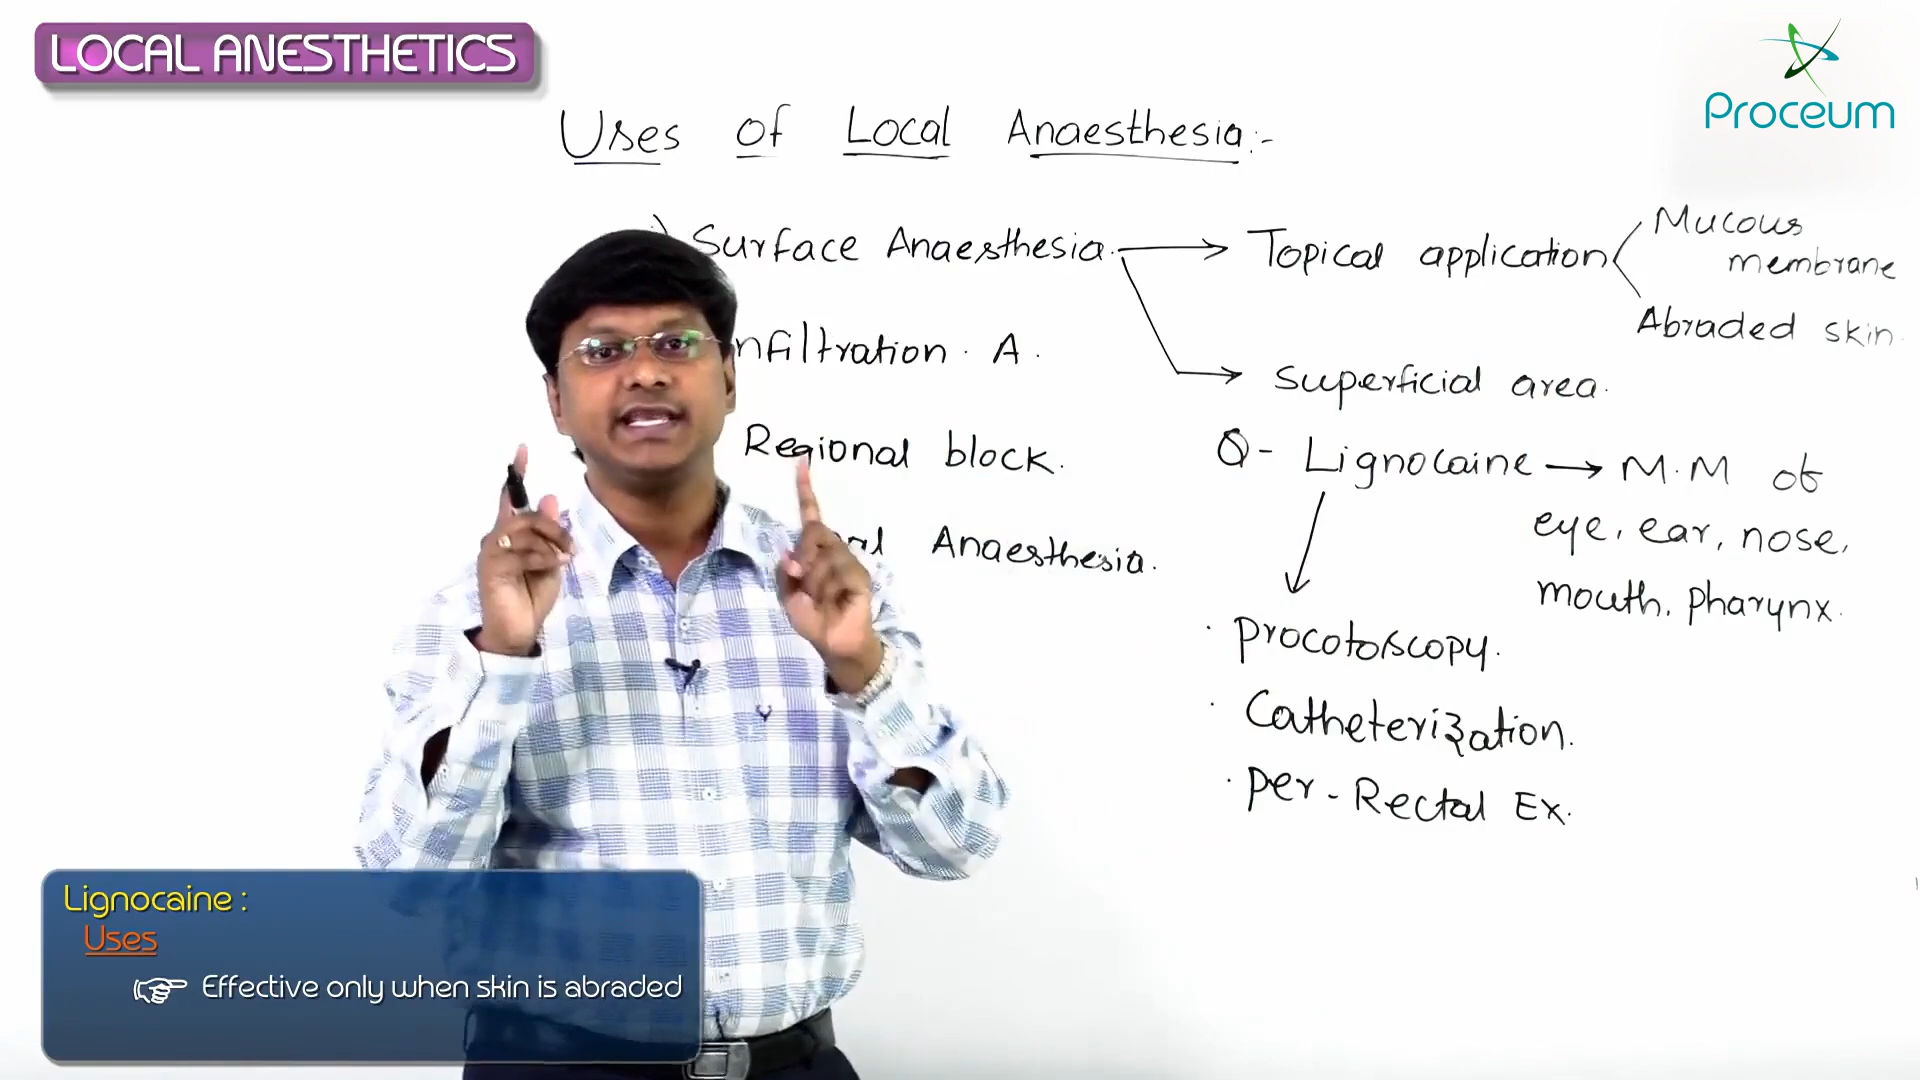 LOCAL ANESTHETICS
Proceum
Uses of Local Anaesthesia:-
Surface Anaesthesia. → Topical application
Mucous
membrane
Abraded skin.
→ Superficial area.
nfiltration. A.
Regional block.
Anaesthesia.
Q- Lignocaine → M.M of
eye, ear, nose,
mouth, pharynx.
· Procotoscopy.
· Catheterization.
· Per-Rectal Ex.
Lignocaine :
Uses
Effective only when skin is abraded